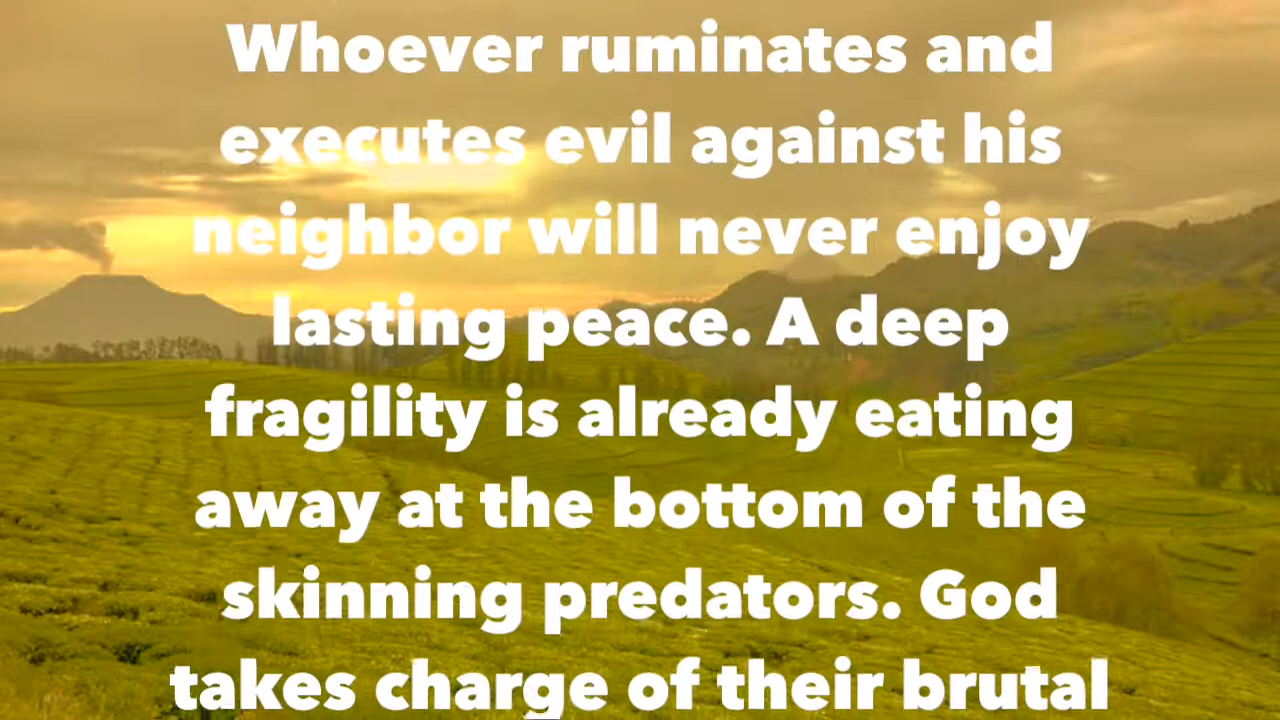 Whoever ruminates and
executes evil against his
neighbor will never enjoy
lasting peace. A deep
fragility is already eating
away at the bottom of the
skinning predators. God
takes charge of their brutal